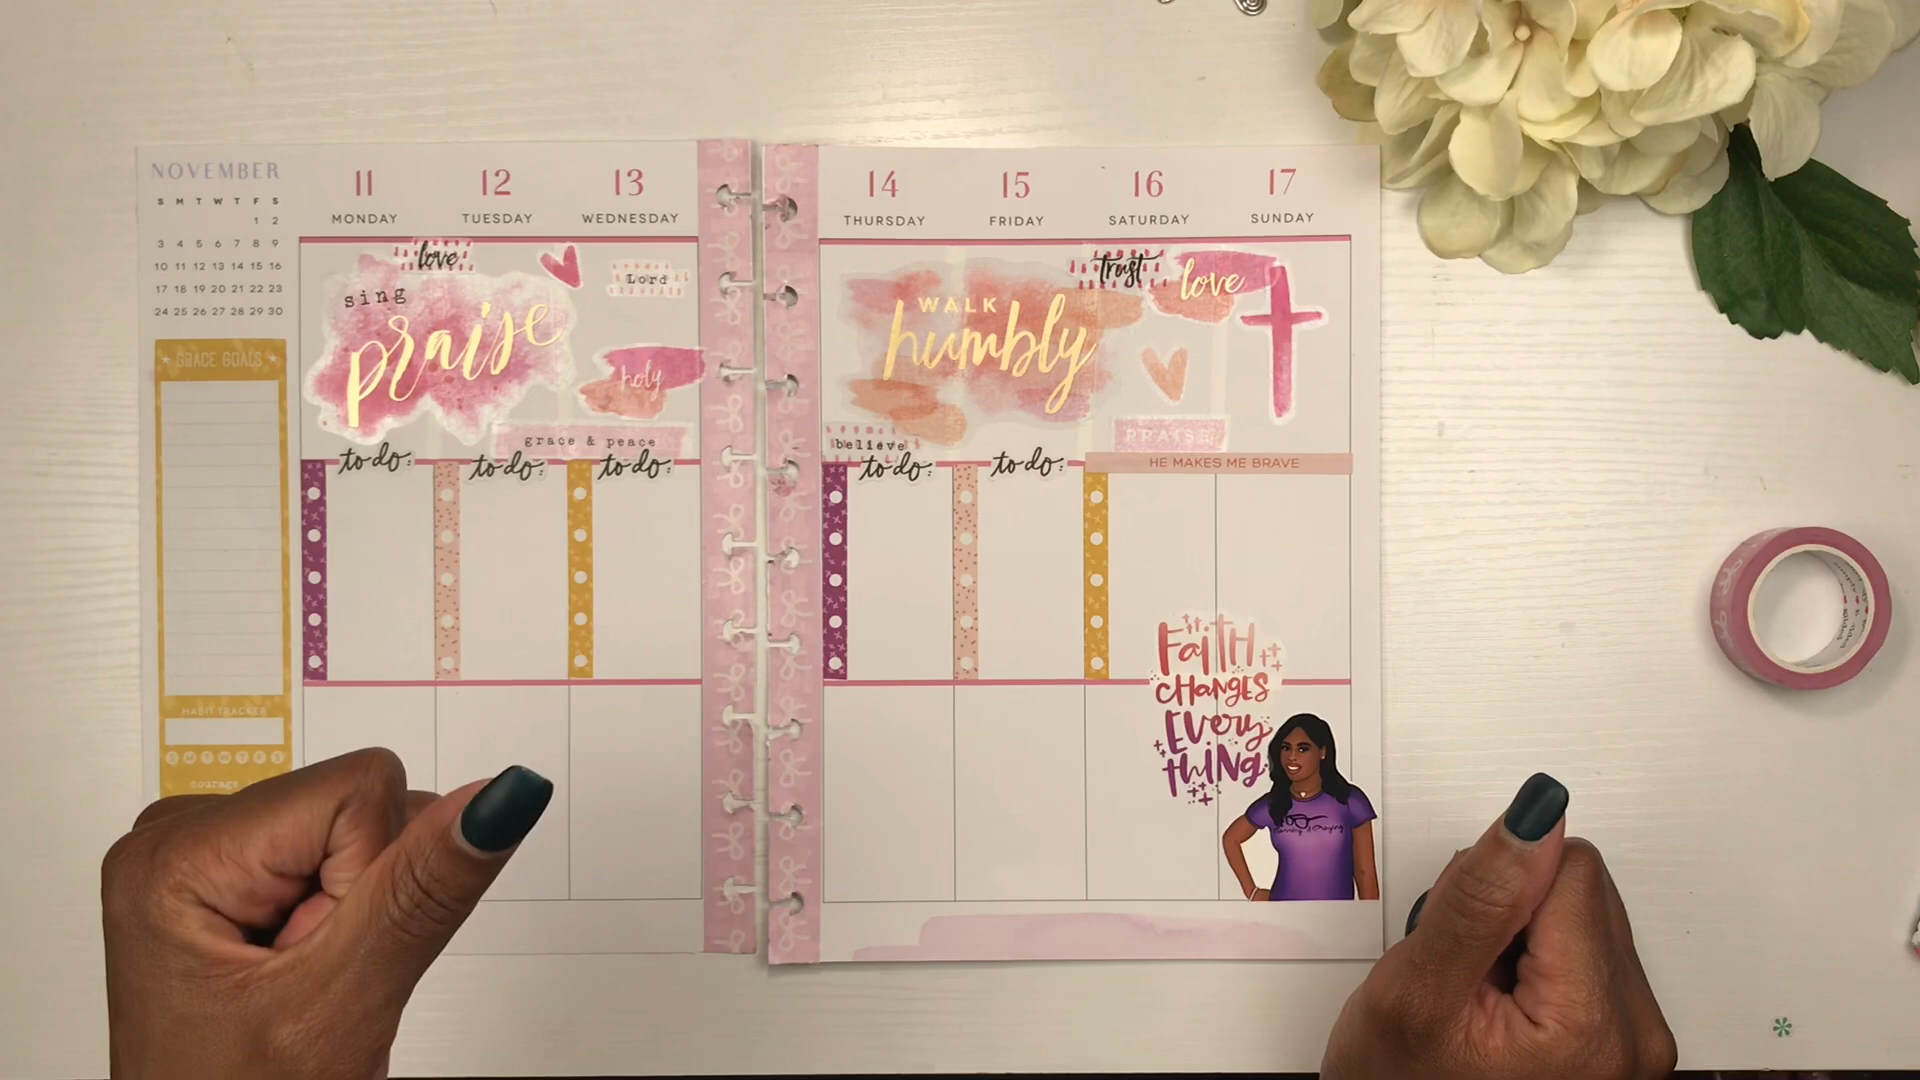 NOVEMBER
S M T W T F S
1 2
3 4 5 6 7 8 9
10 11 12 13 14 15 16
17 18 19 20 21 22 23
24 25 26 27 28 29 30
★ GRACE GOALS ★
HABIT TRACKER
S M T W T F S
courage
11
MONDAY
12
TUESDAY
13
WEDNESDAY
love
sing
praise
Lord
holy
grace & peace
to do:
to do:
to do:
14
THURSDAY
15
FRIDAY
16
SATURDAY
17
SUNDAY
WALK
humbly
trust
love
believe
PRAISE
to do:
to do:
HE MAKES ME BRAVE
FAITH
CHANGES
EVERY
THING